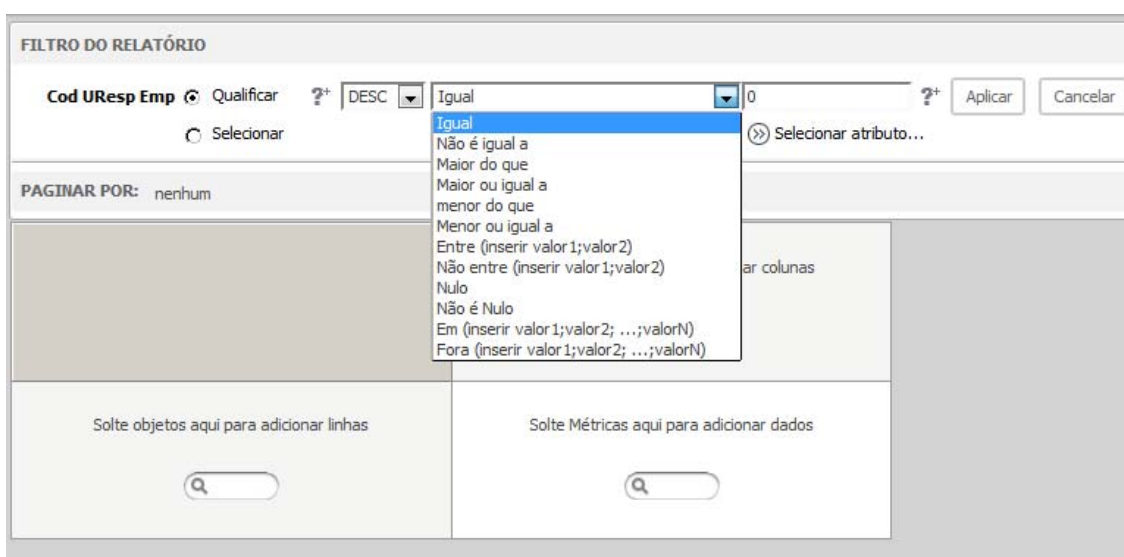 FILTRO DO RELATÓRIO
Cod UResp Emp Qualificar ?+ DESC Igual 0 ?+ Aplicar Cancelar
Selecionar Selecionar atributo...
Igual
Não é igual a
Maior do que
Maior ou igual a
menor do que
Menor ou igual a
Entre (inserir valor1;valor2)
Não entre (inserir valor1;valor2)
Nulo
Não é Nulo
Em (inserir valor1;valor2; ...;valorN)
Fora (inserir valor1;valor2; ...;valorN)
PAGINAR POR: nenhum
colunas
Solte objetos aqui para adicionar linhas
Solte Métricas aqui para adicionar dados